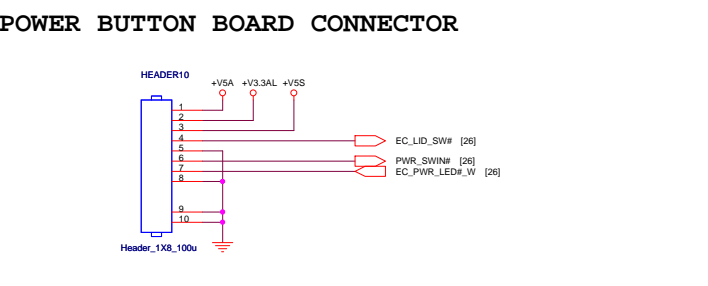 POWER BUTTON BOARD CONNECTOR
HEADER10
+V5A +V3.3AL +V5S
1
2
3
4 EC_LID_SW# [26]
5
6 PWR_SWIN# [26]
7 EC_PWR_LED#_W [26]
8
9
10
Header_1X8_100u